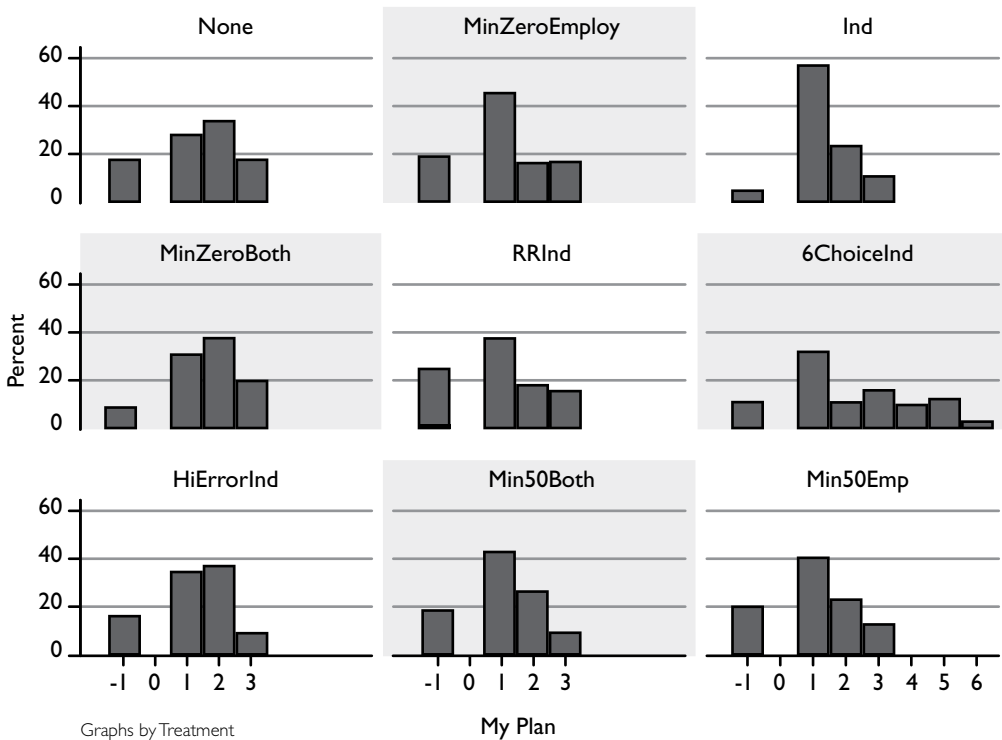 None MinZeroEmploy Ind
60
40
20
0
MinZeroBoth RRInd 6ChoiceInd
Percent
60
40
20
0
HiErrorInd Min50Both Min50Emp
60
40
20
0
-1 0 1 2 3 -1 0 1 2 3 -1 0 1 2 3 4 5 6
My Plan
Graphs by Treatment